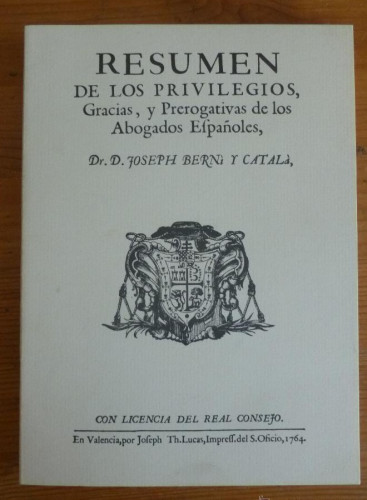 RESUMEN
DE LOS PRIVILEGIOS,
Gracias, y Prerogativas de los
Abogados Eſpañoles,
Dr. D. JOSEPH BERNì Y CATALà,
CON LICENCIA DEL REAL CONSEJO.
En Valencia, por Joſeph Th. Lucas, Impreſſ. del S. Oficio, 1764.